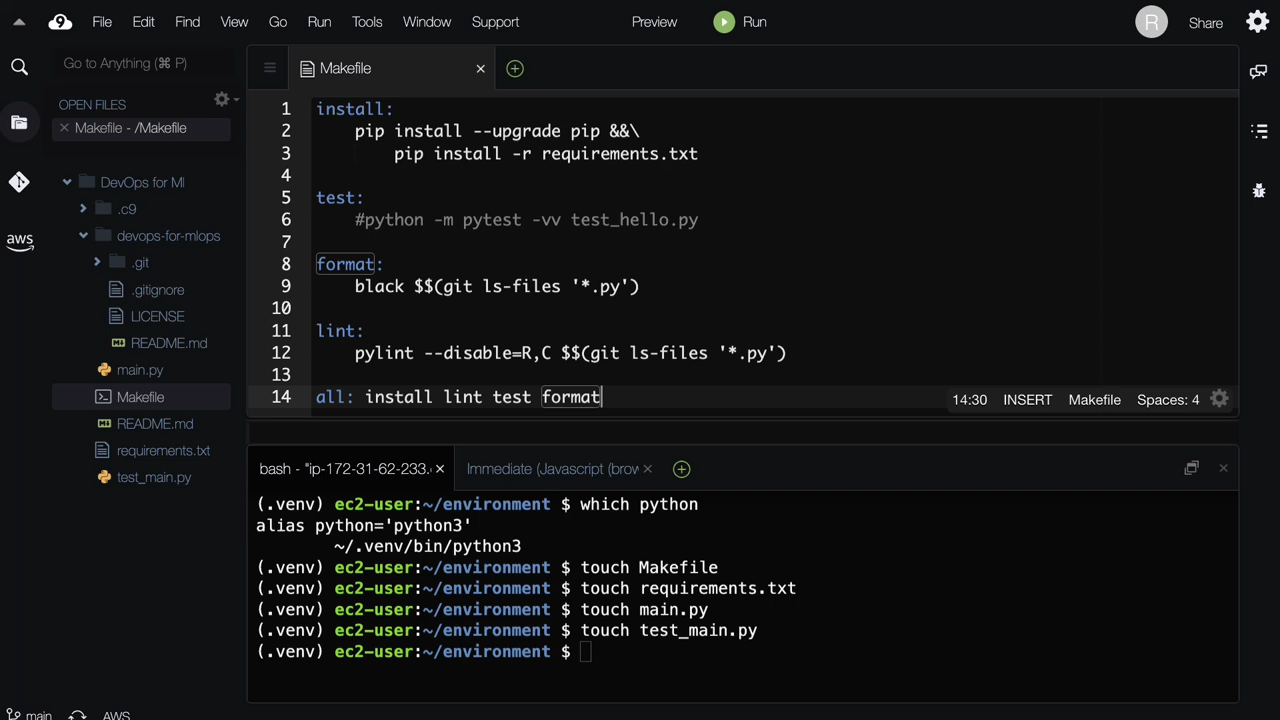 File Edit Find View Go Run Tools Window Support Preview Run R Share
Go to Anything (⌘ P)
Makefile
OPEN FILES
Makefile - /Makefile
DevOps for Ml
.c9
devops-for-mlops
.git
.gitignore
LICENSE
README.md
main.py
Makefile
README.md
requirements.txt
test_main.py
aws
1 install:
2 pip install --upgrade pip &&\
3 pip install -r requirements.txt
4
5 test:
6 #python -m pytest -vv test_hello.py
7
8 format:
9 black $$(git ls-files '*.py')
10
11 lint:
12 pylint --disable=R,C $$(git ls-files '*.py')
13
14 all: install lint test format
14:30 INSERT Makefile Spaces: 4
bash - "ip-172-31-62-233. Immediate (Javascript (brow
(.venv) ec2-user:~/environment $ which python
alias python='python3'
~/.venv/bin/python3
(.venv) ec2-user:~/environment $ touch Makefile
(.venv) ec2-user:~/environment $ touch requirements.txt
(.venv) ec2-user:~/environment $ touch main.py
(.venv) ec2-user:~/environment $ touch test_main.py
(.venv) ec2-user:~/environment $
main AWS